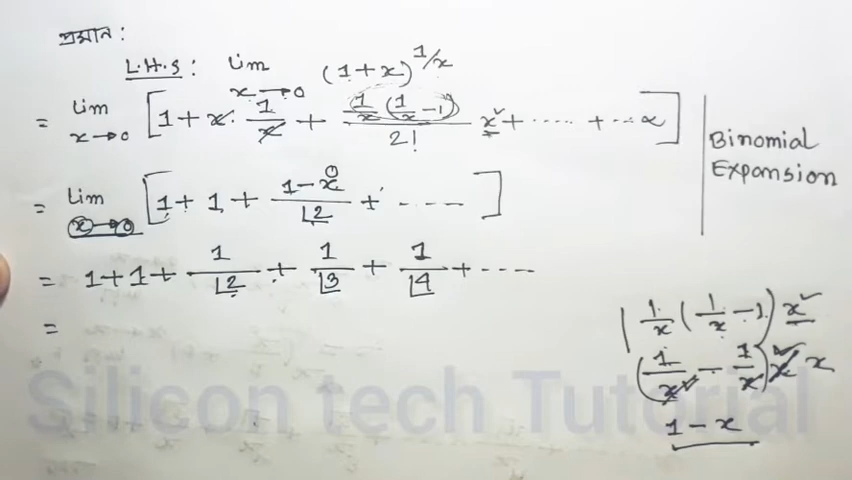 প্রমান :
L.H.S : lim x→0 (1+x)^1/x
= lim x→0 [1 + x· 1/x + 1/x (1/x −1) / 2! x² + ..... + ... ∝]
Binomial
Expansion
= lim x→0 [1 + 1 + 1−x / ⌊2 + - - - -]
= 1+1+ 1/⌊2 + 1/⌊3 + 1/⌊4 + - - - -
=
(1/x (1/x −1) x²
(1/x² − 1/x) x² x
1 − x
Silicon tech Tutorial